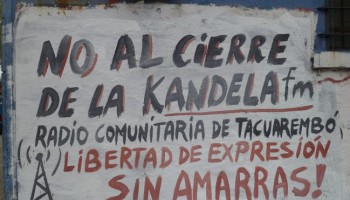 NO AL CIERRE
DE LA KANDELA fm
RADIO COMUNITARIA DE TACUAREMBÓ
LIBERTAD DE EXPRESIÓN
SIN AMARRAS!